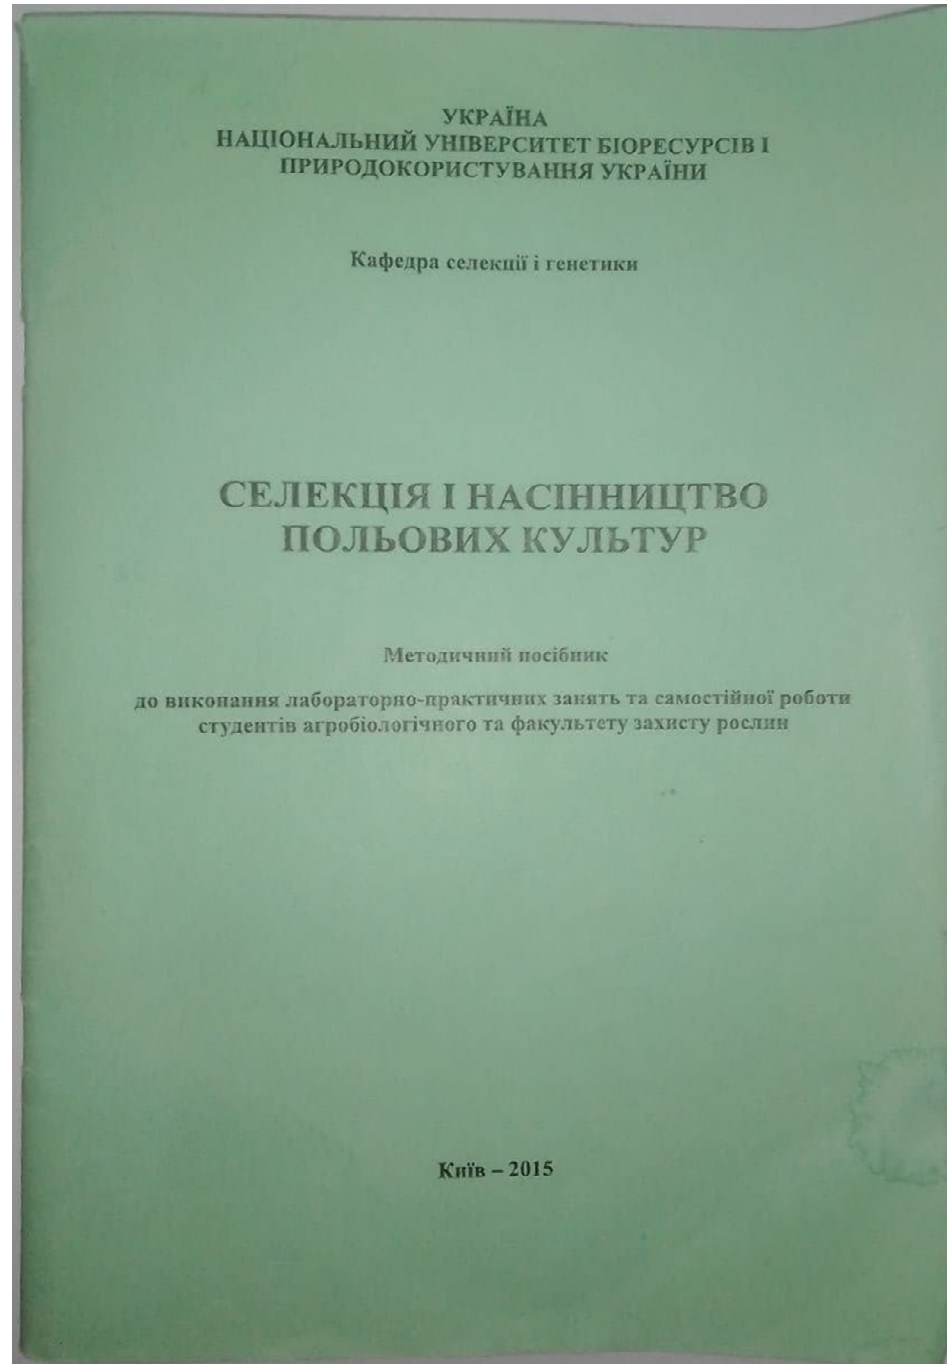 УКРАЇНА
НАЦІОНАЛЬНИЙ УНІВЕРСИТЕТ БІОРЕСУРСІВ І
ПРИРОДОКОРИСТУВАННЯ УКРАЇНИ
Кафедра селекції і генетики
СЕЛЕКЦІЯ І НАСІННИЦТВО
ПОЛЬОВИХ КУЛЬТУР
Методичний посібник
до виконання лабораторно-практичних занять та самостійної роботи
студентів агробіологічного та факультету захисту рослин
Київ – 2015